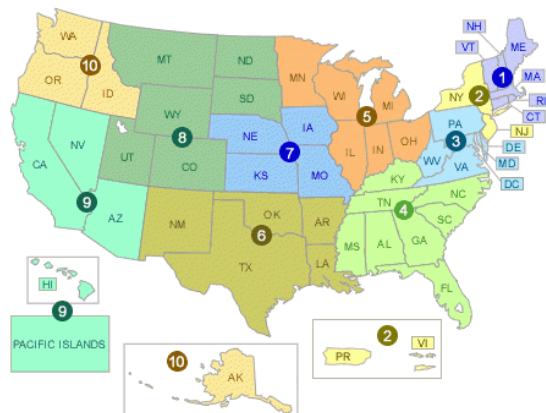 WA
MT
ND
MN
NH
VT
ME
10
OR
ID
SD
WI
MI
NY
2
1
MA
RI
CT
WY
5
PA
NJ
NV
UT
8
NE
IA
IL
IN
OH
3
DE
MD
DC
CA
CO
7
KS
MO
WV
VA
KY
9
AZ
NM
OK
AR
TN
4
NC
SC
6
TX
LA
MS
AL
GA
FL
HI
9
PACIFIC ISLANDS
10
AK
2
PR
VI